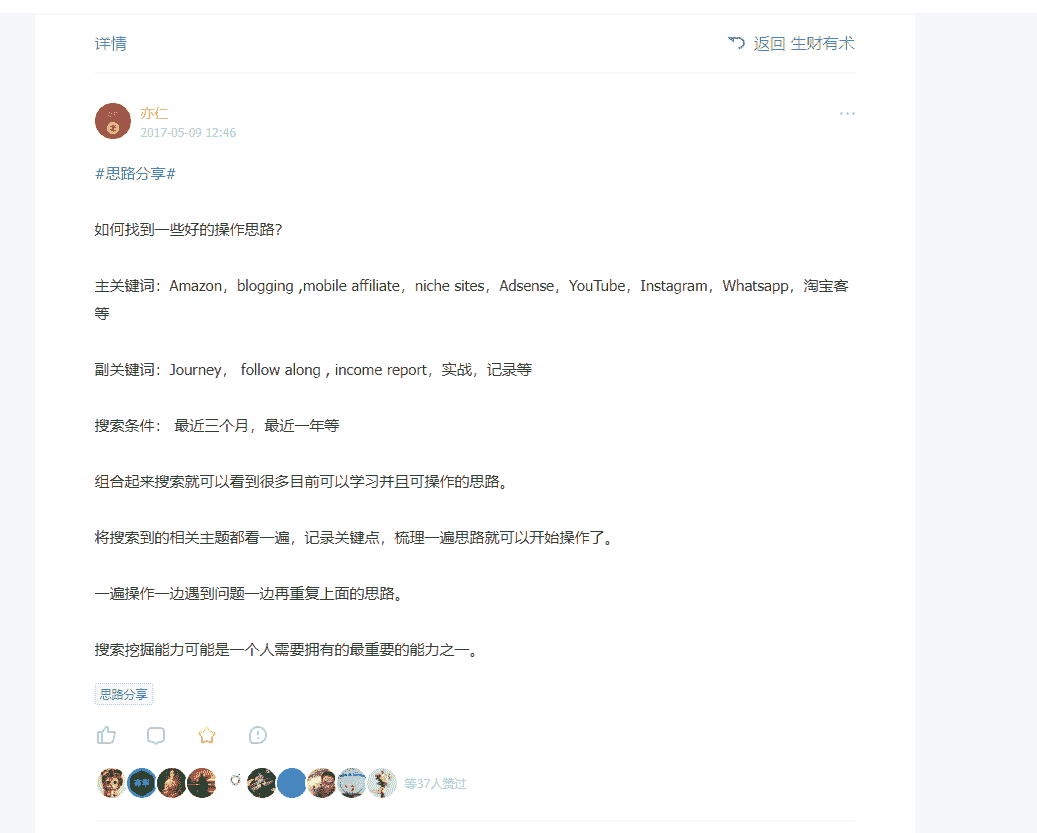 详情
返回 生财有术
亦仁
2017-05-09 12:46
#思路分享#
如何找到一些好的操作思路？
主关键词：Amazon，blogging ,mobile affiliate，niche sites，Adsense，YouTube，Instagram，Whatsapp，淘宝客
等
副关键词：Journey， follow along , income report，实战，记录等
搜索条件： 最近三个月，最近一年等
组合起来搜索就可以看到很多目前可以学习并且可操作的思路。
将搜索到的相关主题都看一遍，记录关键点，梳理一遍思路就可以开始操作了。
一遍操作一边遇到问题一边再重复上面的思路。
搜索挖掘能力可能是一个人需要拥有的最重要的能力之一。
思路分享
等37人赞过